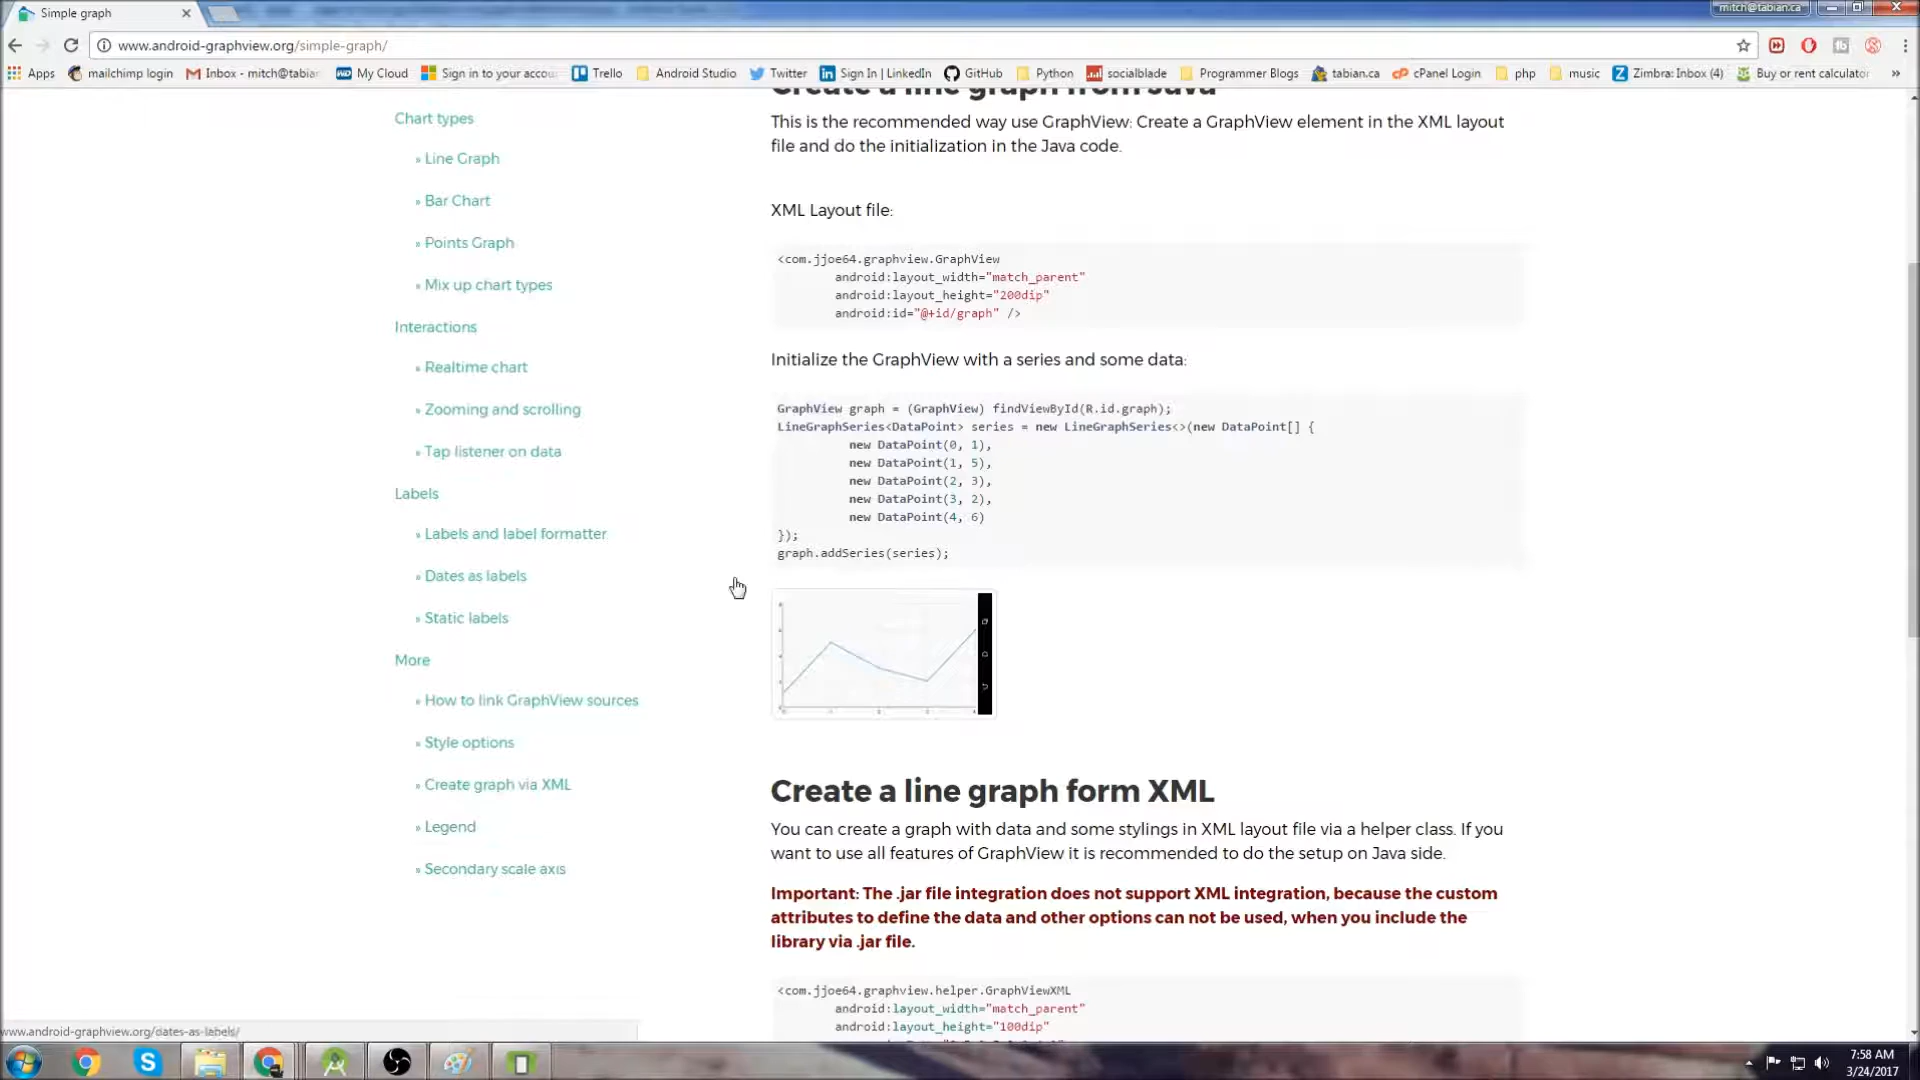 Simple graph
mitch@tabian.ca
www.android-graphview.org/simple-graph/
Apps
mailchimp login
Inbox - mitch@tabian
My Cloud
Sign in to your accou
Trello
Android Studio
Twitter
Sign In | LinkedIn
GitHub
Python
socialblade
Programmer Blogs
tabian.ca
cPanel Login
php
music
Zimbra: Inbox (4)
Buy or rent calculator
»
Create a line graph from Java
This is the recommended way use GraphView: Create a GraphView element in the XML layout
file and do the initialization in the Java code.
XML Layout file:
<com.jjoe64.graphview.GraphView
android:layout_width="match_parent"
android:layout_height="200dip"
android:id="@+id/graph" />
Initialize the GraphView with a series and some data:
GraphView graph = (GraphView) findViewById(R.id.graph);
LineGraphSeries<DataPoint> series = new LineGraphSeries<>(new DataPoint[] {
new DataPoint(0, 1),
new DataPoint(1, 5),
new DataPoint(2, 3),
new DataPoint(3, 2),
new DataPoint(4, 6)
});
graph.addSeries(series);
Create a line graph form XML
You can create a graph with data and some stylings in XML layout file via a helper class. If you
want to use all features of GraphView it is recommended to do the setup on Java side.
Important: The .jar file integration does not support XML integration, because the custom
attributes to define the data and other options can not be used, when you include the
library via .jar file.
<com.jjoe64.graphview.helper.GraphViewXML
android:layout_width="match_parent"
android:layout_height="100dip"
Chart types
» Line Graph
» Bar Chart
» Points Graph
» Mix up chart types
Interactions
» Realtime chart
» Zooming and scrolling
» Tap listener on data
Labels
» Labels and label formatter
» Dates as labels
» Static labels
More
» How to link GraphView sources
» Style options
» Create graph via XML
» Legend
» Secondary scale axis
www.android-graphview.org/dates-as-labels/
7:58 AM
3/24/2017